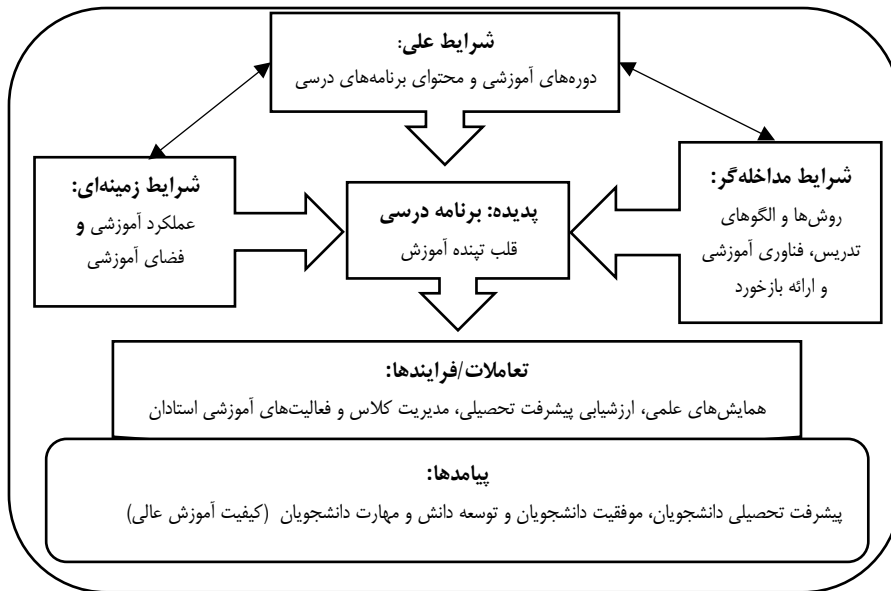 شرایط علی:
دوره‌های آموزشی و محتوای برنامه‌های درسی
شرایط مداخله‌گر:
روش‌ها و الگوهای
تدریس، فناوری آموزشی
و ارائه بازخورد
پدیده: برنامه درسی
قلب تپنده آموزش
شرایط زمینه‌ای:
عملکرد آموزشی و
فضای آموزشی
تعاملات/فرایندها:
همایش‌های علمی، ارزشیابی پیشرفت تحصیلی، مدیریت کلاس و فعالیت‌های آموزشی استادان
پیامدها:
پیشرفت تحصیلی دانشجویان، موفقیت دانشجویان و توسعه دانش و مهارت دانشجویان (کیفیت آموزش عالی)